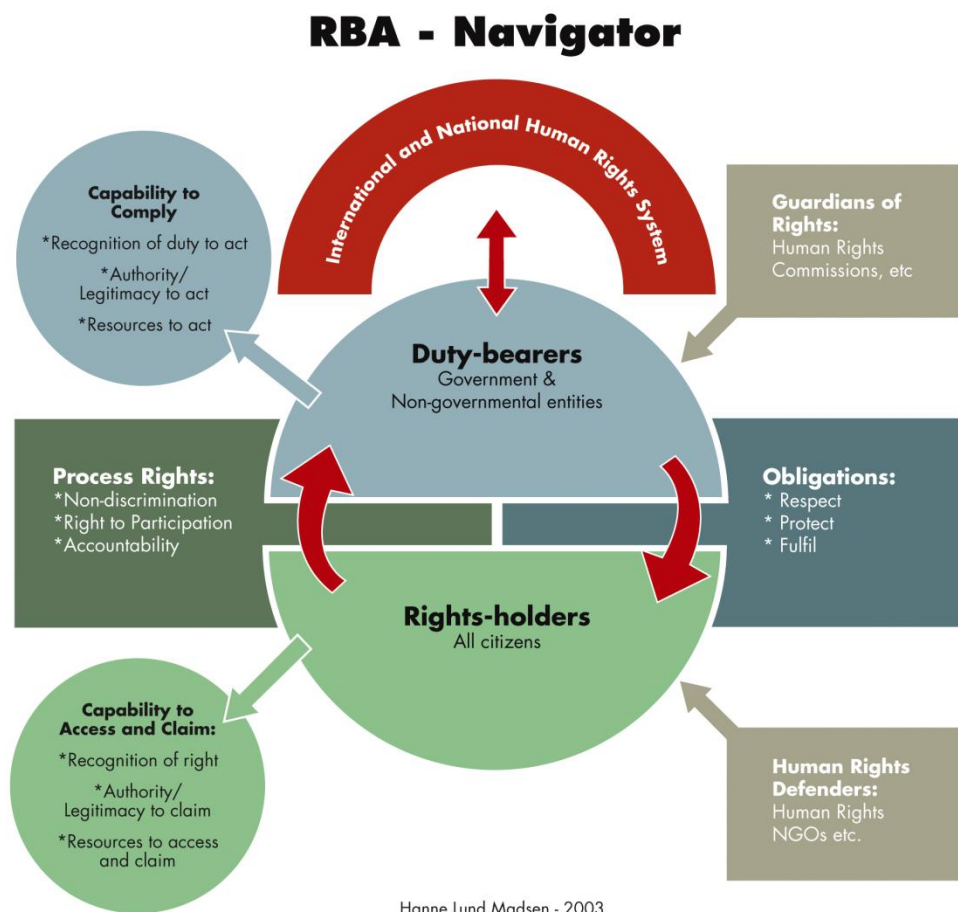 RBA - Navigator
International and National Human Rights System
Capability to
Comply
*Recognition of duty to act
*Authority/
Legitimacy to act
*Resources to act
Guardians of
Rights:
Human Rights
Commissions, etc
Duty-bearers
Government &
Non-governmental entities
Process Rights:
*Non-discrimination
*Right to Participation
*Accountability
Obligations:
* Respect
* Protect
* Fulfil
Rights-holders
All citizens
Capability to
Access and Claim:
*Recognition of right
*Authority/
Legitimacy to claim
*Resources to access
and claim
Human Rights
Defenders:
Human Rights
NGOs etc.
Hanne Lund Madsen - 2003